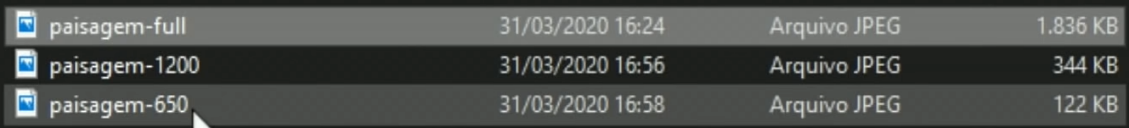 paisagem-full 31/03/2020 16:24 Arquivo JPEG 1.836 KB
paisagem-1200 31/03/2020 16:56 Arquivo JPEG 344 KB
paisagem-650 31/03/2020 16:58 Arquivo JPEG 122 KB